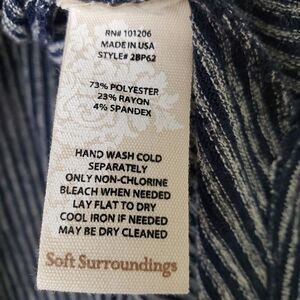 RN# 101206
MADE IN USA
STYLE# 2BP62
73% POLYESTER
23% RAYON
4% SPANDEX
HAND WASH COLD
SEPARATELY
ONLY NON-CHLORINE
BLEACH WHEN NEEDED
LAY FLAT TO DRY
COOL IRON IF NEEDED
MAY BE DRY CLEANED
Soft Surroundings